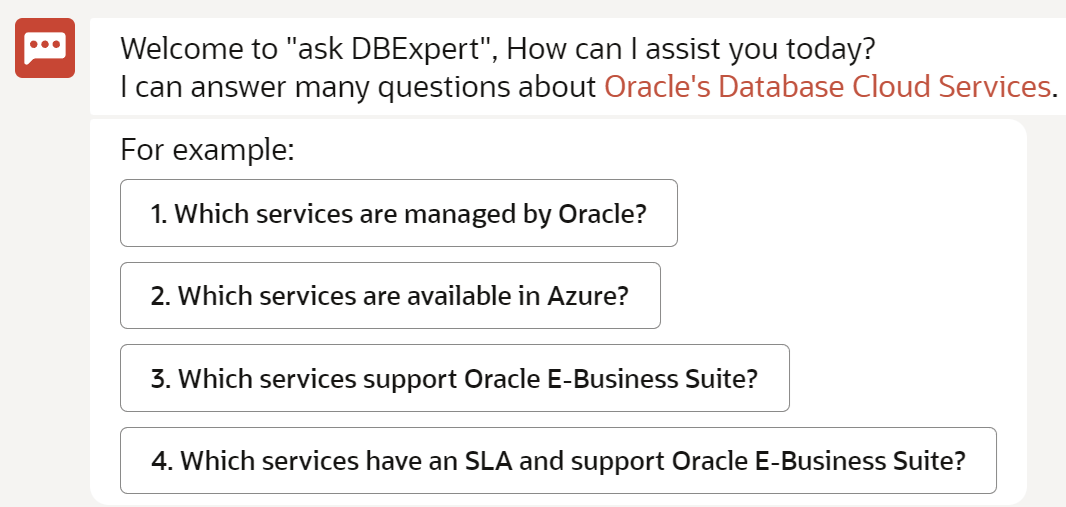 Welcome to "ask DBExpert", How can I assist you today?
I can answer many questions about Oracle's Database Cloud Services.
For example:
1. Which services are managed by Oracle?
2. Which services are available in Azure?
3. Which services support Oracle E-Business Suite?
4. Which services have an SLA and support Oracle E-Business Suite?